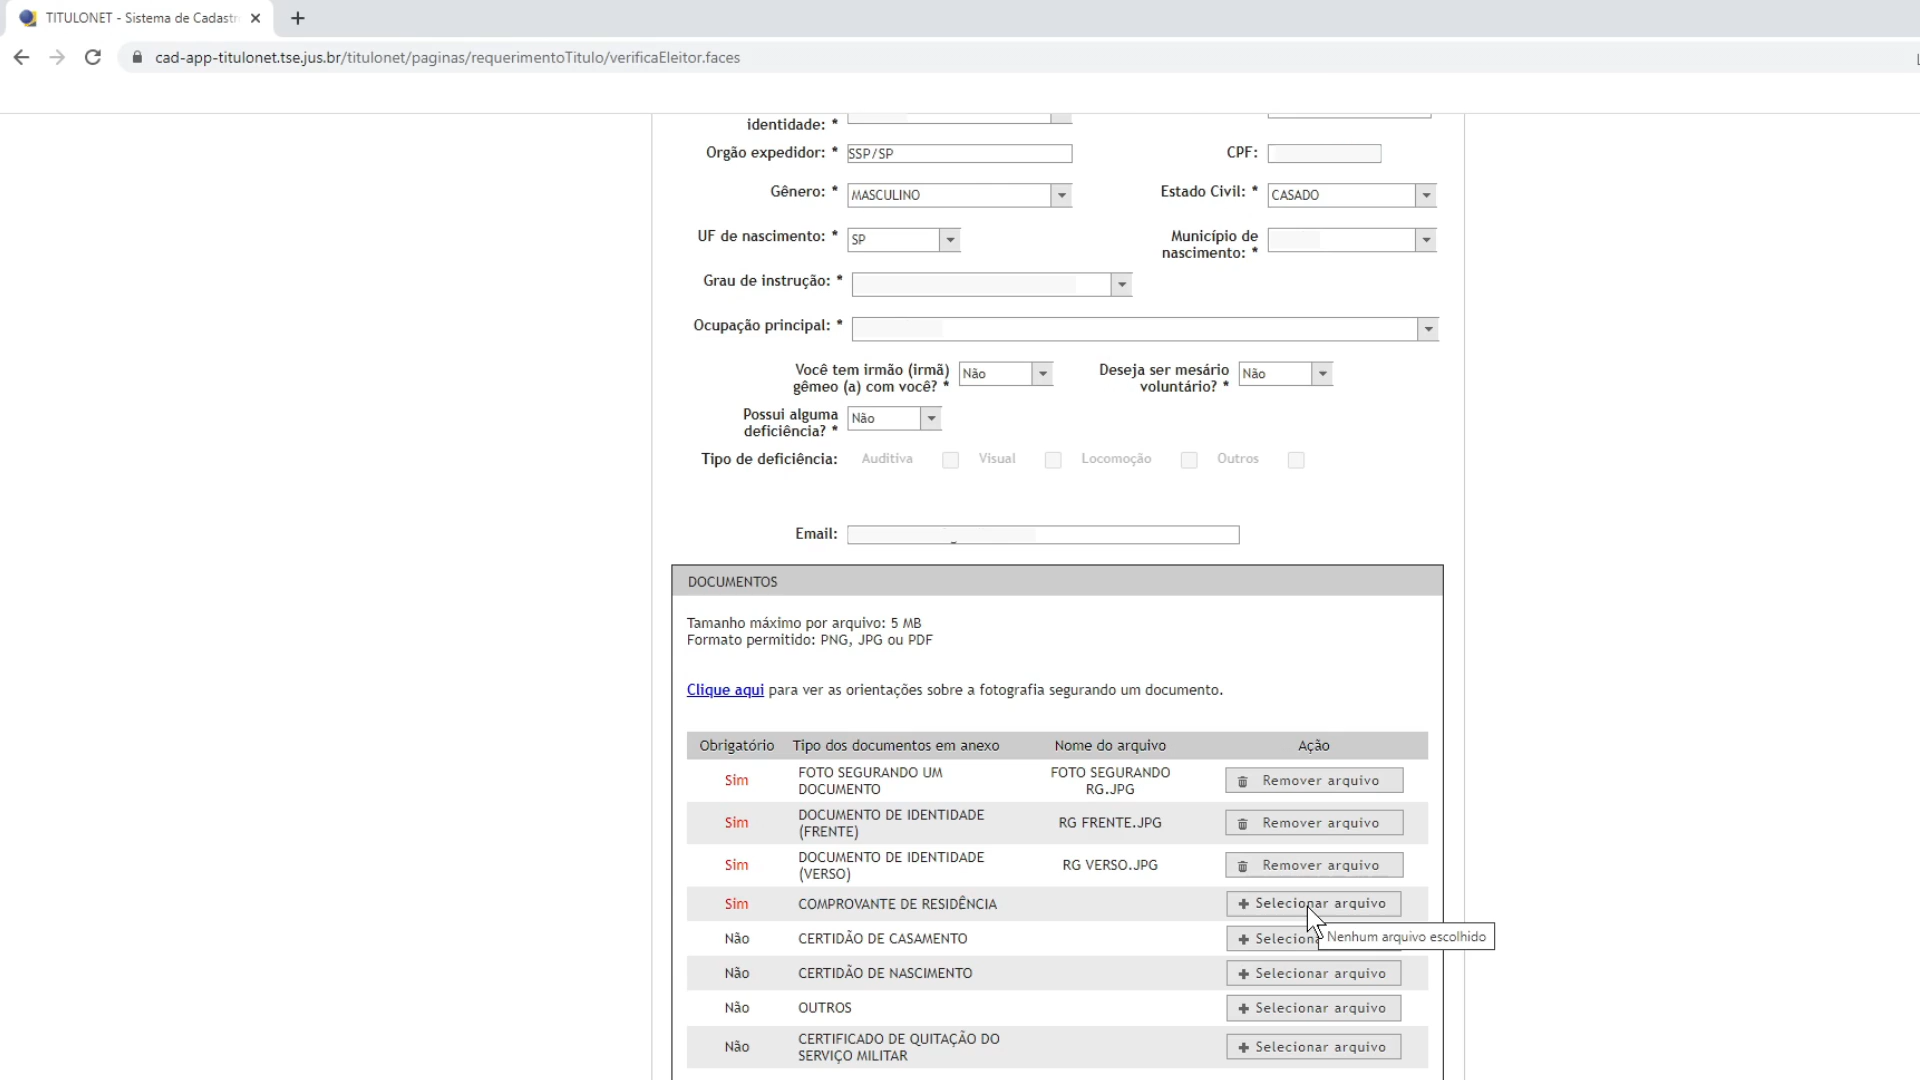 TITULONET - Sistema de Cadastr
cad-app-titulonet.tse.jus.br/titulonet/paginas/requerimentoTitulo/verificaEleitor.faces
identidade: *
Orgão expedidor: * SSP/SP CPF:
Gênero: * MASCULINO Estado Civil: * CASADO
UF de nascimento: * SP Município de
nascimento: *
Grau de instrução: *
Ocupação principal: *
Você tem irmão (irmã)
gêmeo (a) com você? * Não
Deseja ser mesário
voluntário? * Não
Possui alguma
deficiência? * Não
Tipo de deficiência: Auditiva Visual Locomoção Outros
Email:
DOCUMENTOS
Tamanho máximo por arquivo: 5 MB
Formato permitido: PNG, JPG ou PDF
Clique aqui para ver as orientações sobre a fotografia segurando um documento.
Obrigatório Tipo dos documentos em anexo Nome do arquivo Ação
Sim FOTO SEGURANDO UM
DOCUMENTO FOTO SEGURANDO
RG.JPG Remover arquivo
Sim DOCUMENTO DE IDENTIDADE
(FRENTE) RG FRENTE.JPG Remover arquivo
Sim DOCUMENTO DE IDENTIDADE
(VERSO) RG VERSO.JPG Remover arquivo
Sim COMPROVANTE DE RESIDÊNCIA Selecionar arquivo
Nenhum arquivo escolhido
Não CERTIDÃO DE CASAMENTO Seleciona
Não CERTIDÃO DE NASCIMENTO Selecionar arquivo
Não OUTROS Selecionar arquivo
Não CERTIFICADO DE QUITAÇÃO DO
SERVIÇO MILITAR Selecionar arquivo